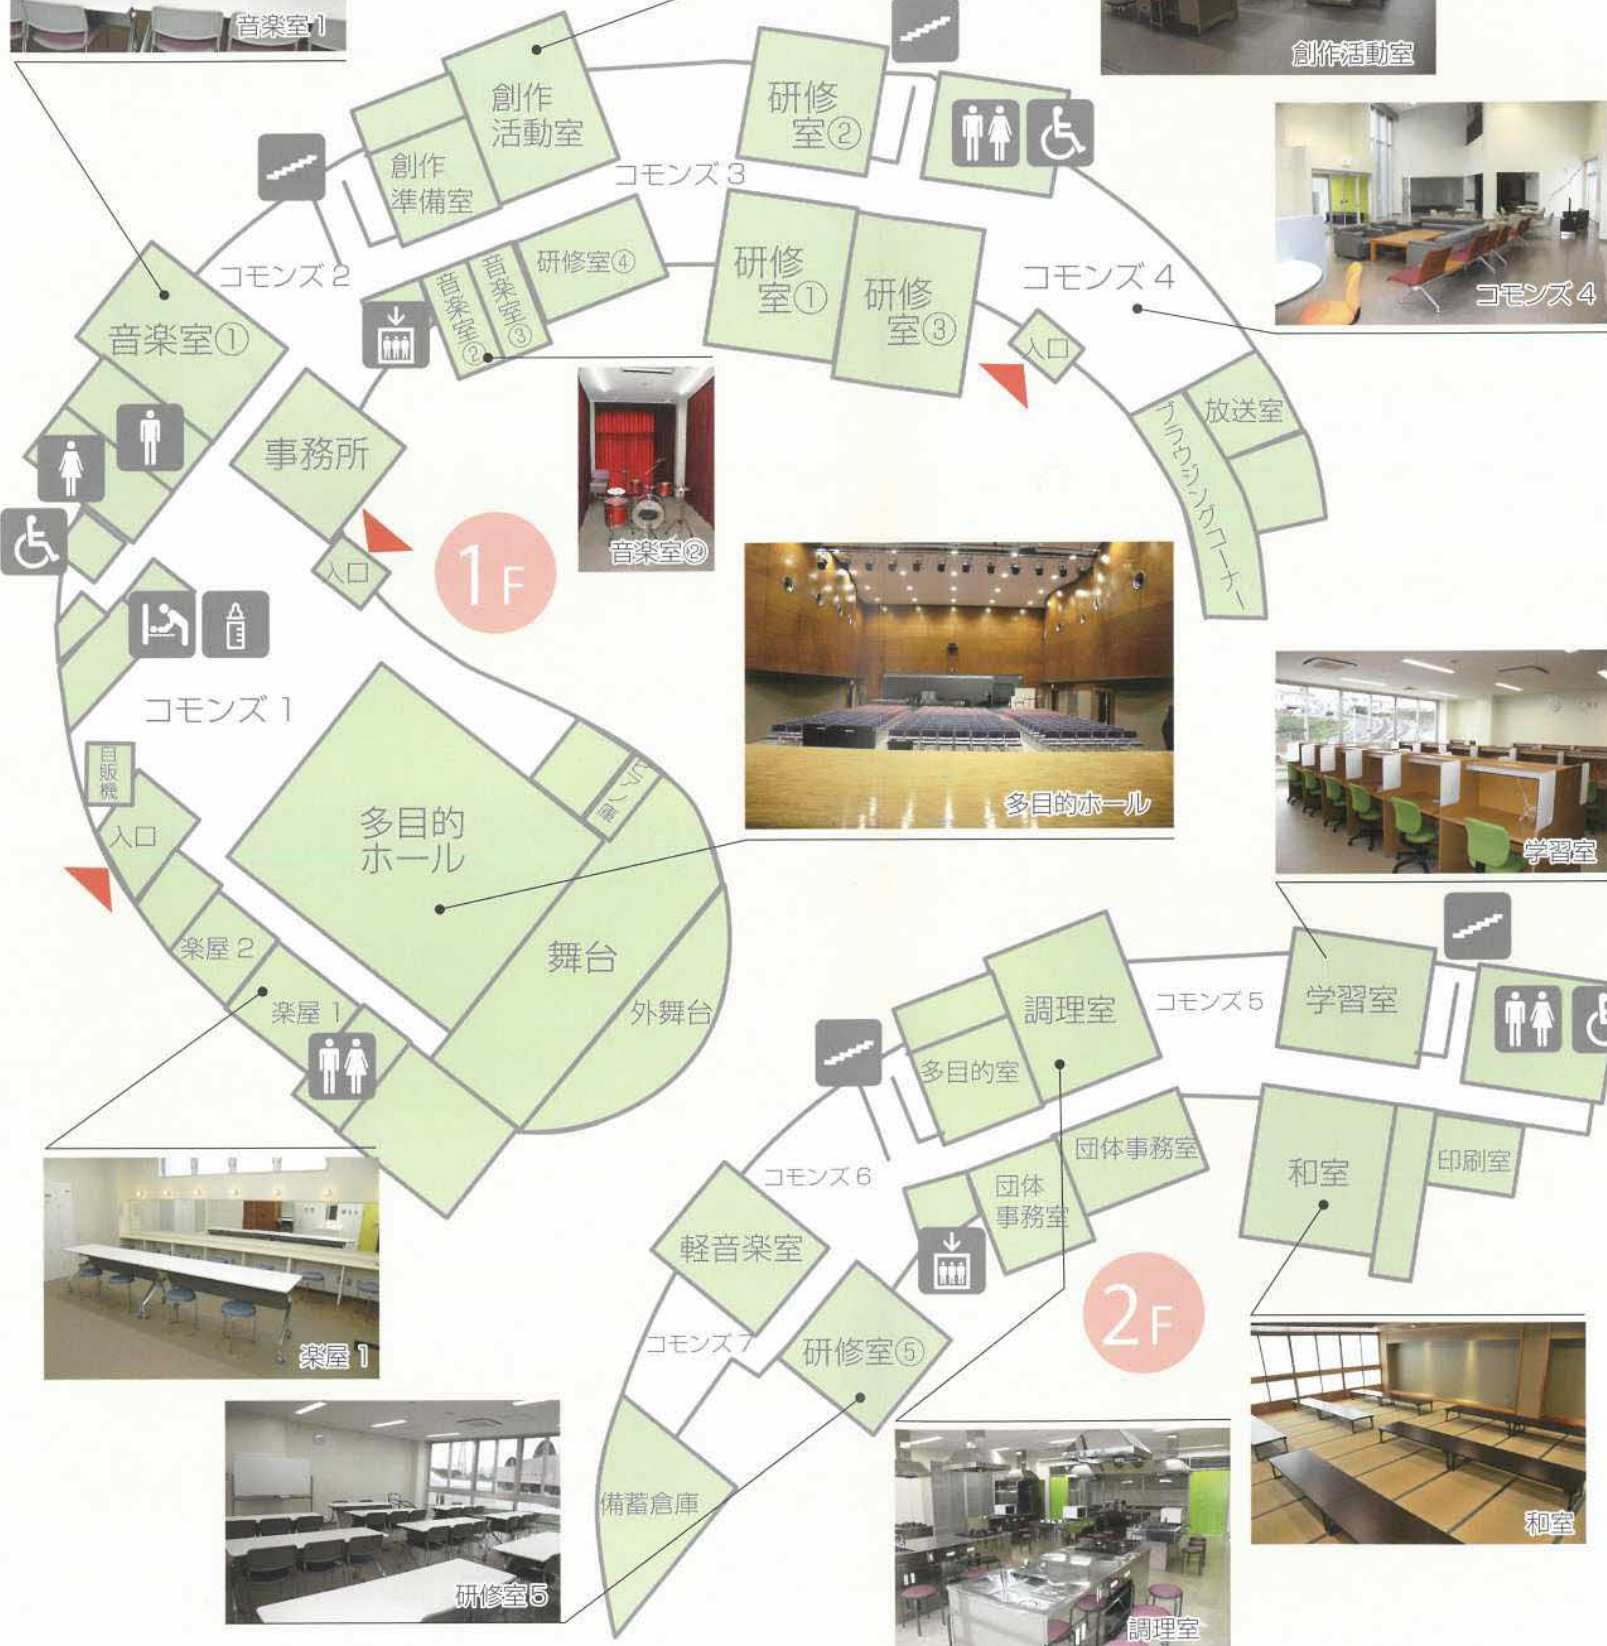 音楽室1
創作活動室
創作
活動室
研修
室②
創作
準備室
コモンズ3
コモンズ2
音楽室②
音楽室③
研修室④
研修
室①
研修
室③
コモンズ4
コモンズ4
音楽室①
入口
事務所
放送室
ブラウジングコーナー
音楽室②
1F
入口
コモンズ1
自販機
ピアノ庫
多目的
ホール
多目的ホール
入口
学習室
楽屋2
舞台
楽屋1
外舞台
調理室
コモンズ5
学習室
多目的室
団体事務室
和室
印刷室
コモンズ6
団体
事務室
軽音楽室
2F
コモンズ7
研修室⑤
楽屋1
備蓄倉庫
和室
研修室5
調理室